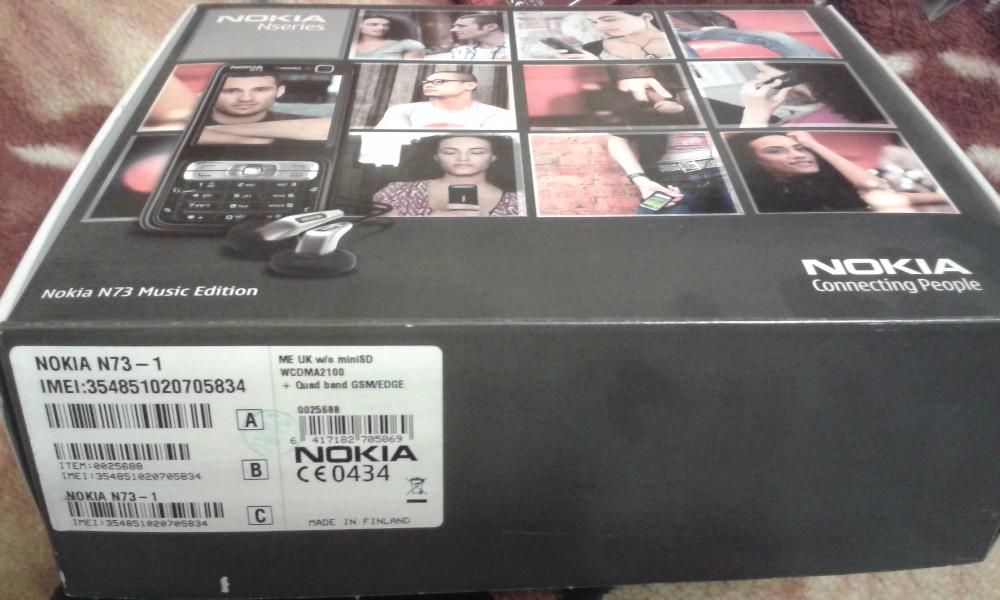 NOKIA
Nseries
NOKIA
N73
NOKIA
Connecting People
Nokia N73 Music Edition
NOKIA N73-1
IMEI:354851020705834
A
ITEM:0025688
IMEI:354851020705834
B
NOKIA N73-1
IMEI:354851020705834
C
ME UK w/o miniSD
WCDMA2100
+ Quad band GSM/EDGE
0025688
6 417182 705069
NOKIA
CE0434
MADE IN FINLAND